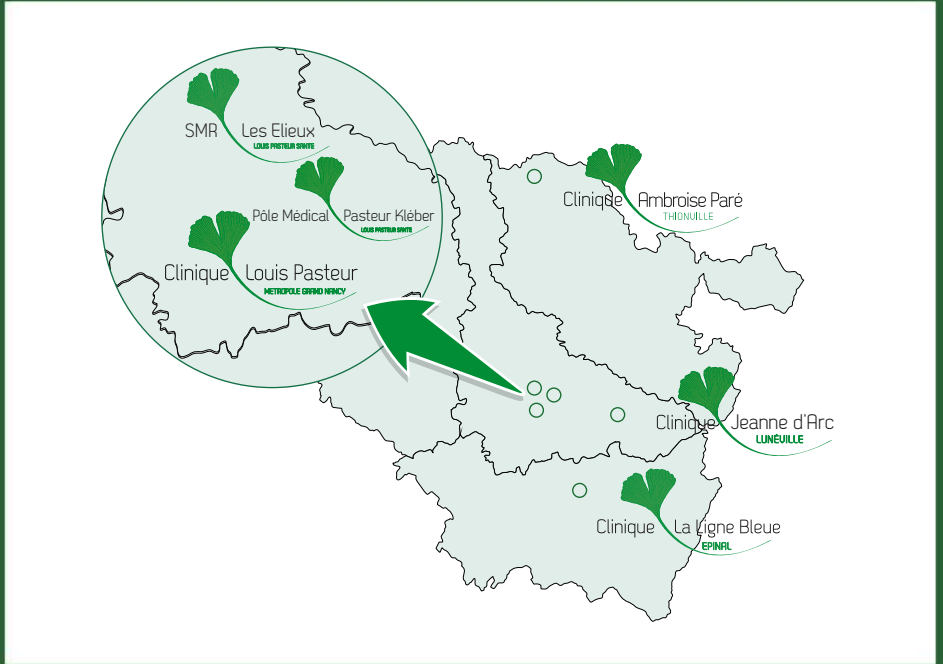 SMR Les Elieux
LOUIS PASTEUR SANTE
Pôle Médical Pasteur Kléber
LOUIS PASTEUR SANTE
Clinique Louis Pasteur
METROPOLE GRAND NANCY
Clinique Ambroise Paré
THIONVILLE
Clinique Jeanne d'Arc
LUNÉVILLE
Clinique La Ligne Bleue
EPINAL